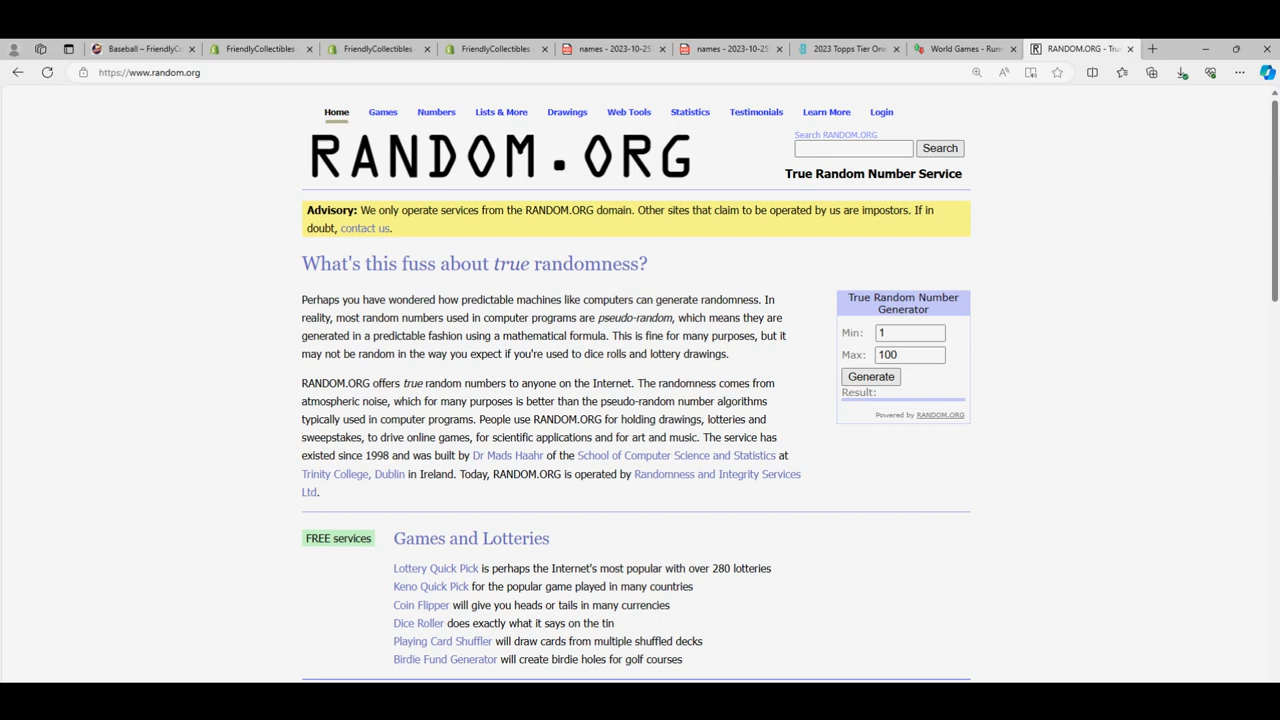 Baseball – FriendlyCo
FriendlyCollectibles
FriendlyCollectibles
FriendlyCollectibles
names - 2023-10-25
names - 2023-10-25
2023 Topps Tier One
World Games - Runn
RANDOM.ORG - Tru
https://www.random.org
Home Games Numbers Lists & More Drawings Web Tools Statistics Testimonials Learn More Login
RANDOM.ORG
Search RANDOM.ORG
Search
True Random Number Service
Advisory: We only operate services from the RANDOM.ORG domain. Other sites that claim to be operated by us are impostors. If in
doubt, contact us.
What's this fuss about true randomness?
Perhaps you have wondered how predictable machines like computers can generate randomness. In
reality, most random numbers used in computer programs are pseudo-random, which means they are
generated in a predictable fashion using a mathematical formula. This is fine for many purposes, but it
may not be random in the way you expect if you're used to dice rolls and lottery drawings.
RANDOM.ORG offers true random numbers to anyone on the Internet. The randomness comes from
atmospheric noise, which for many purposes is better than the pseudo-random number algorithms
typically used in computer programs. People use RANDOM.ORG for holding drawings, lotteries and
sweepstakes, to drive online games, for scientific applications and for art and music. The service has
existed since 1998 and was built by Dr Mads Haahr of the School of Computer Science and Statistics at
Trinity College, Dublin in Ireland. Today, RANDOM.ORG is operated by Randomness and Integrity Services
Ltd.
True Random Number
Generator
Min: 1
Max: 100
Generate
Result:
Powered by RANDOM.ORG
FREE services
Games and Lotteries
Lottery Quick Pick is perhaps the Internet's most popular with over 280 lotteries
Keno Quick Pick for the popular game played in many countries
Coin Flipper will give you heads or tails in many currencies
Dice Roller does exactly what it says on the tin
Playing Card Shuffler will draw cards from multiple shuffled decks
Birdie Fund Generator will create birdie holes for golf courses